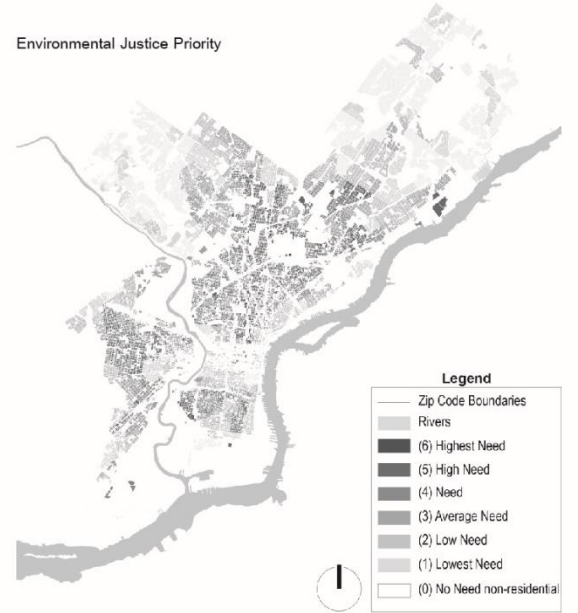 Environmental Justice Priority
Legend
Zip Code Boundaries
Rivers
(6) Highest Need
(5) High Need
(4) Need
(3) Average Need
(2) Low Need
(1) Lowest Need
(0) No Need non-residential